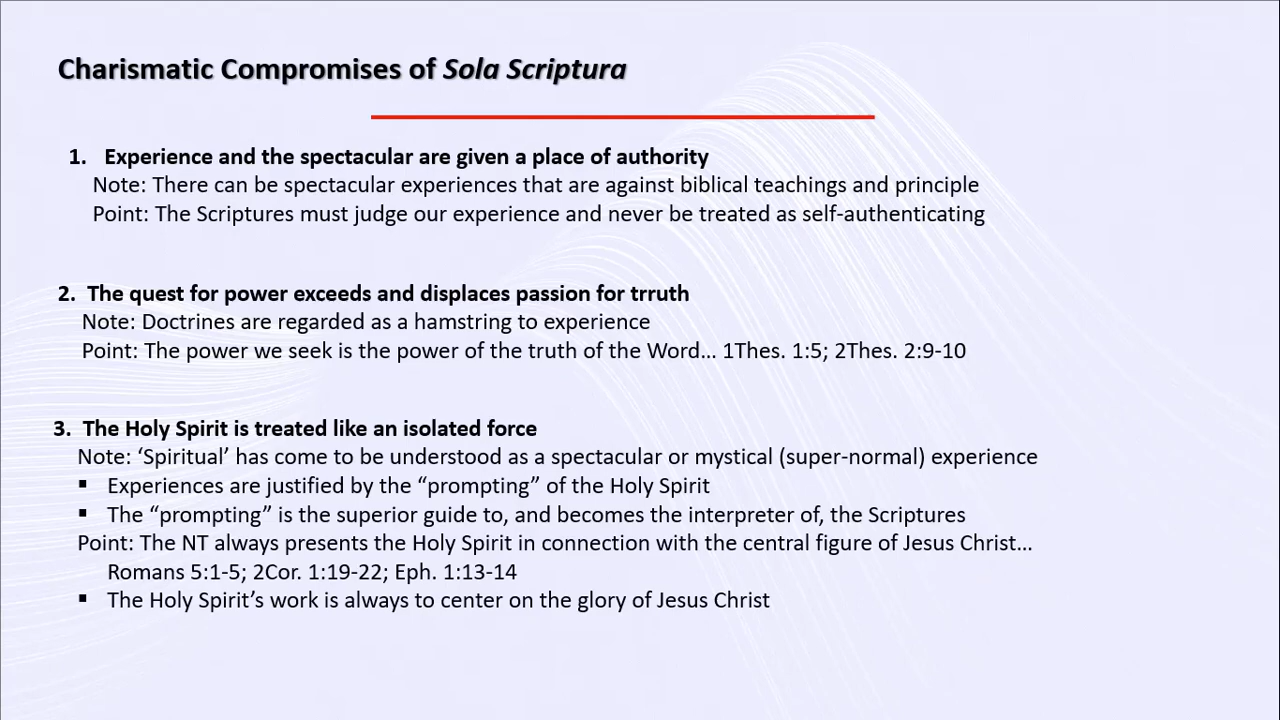 Charismatic Compromises of Sola Scriptura
1. Experience and the spectacular are given a place of authority
Note: There can be spectacular experiences that are against biblical teachings and principle
Point: The Scriptures must judge our experience and never be treated as self-authenticating
2. The quest for power exceeds and displaces passion for trruth
Note: Doctrines are regarded as a hamstring to experience
Point: The power we seek is the power of the truth of the Word... 1Thes. 1:5; 2Thes. 2:9-10
3. The Holy Spirit is treated like an isolated force
Note: ‘Spiritual’ has come to be understood as a spectacular or mystical (super-normal) experience
▪ Experiences are justified by the “prompting” of the Holy Spirit
▪ The “prompting” is the superior guide to, and becomes the interpreter of, the Scriptures
Point: The NT always presents the Holy Spirit in connection with the central figure of Jesus Christ...
Romans 5:1-5; 2Cor. 1:19-22; Eph. 1:13-14
▪ The Holy Spirit’s work is always to center on the glory of Jesus Christ